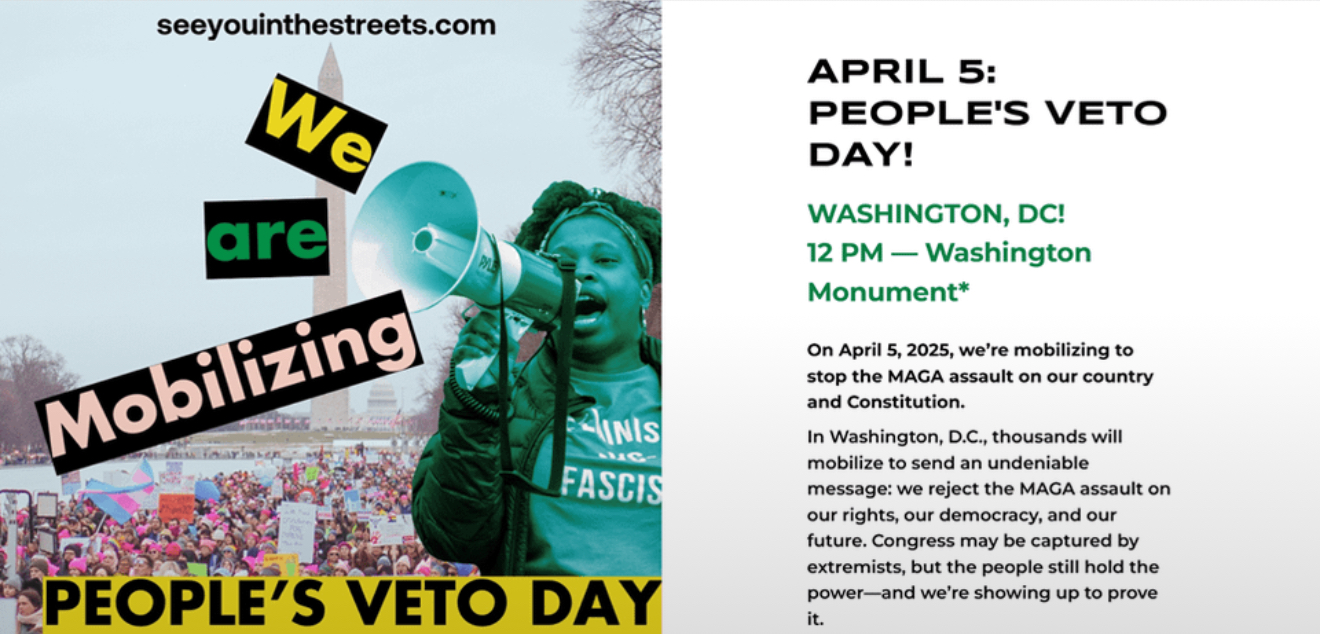 seeyouinthestreets.com
We
are
Mobilizing
FASCIS
PEOPLE'S VETO DAY
APRIL 5:
PEOPLE'S VETO
DAY!
WASHINGTON, DC!
12 PM — Washington
Monument*
On April 5, 2025, we're mobilizing to
stop the MAGA assault on our country
and Constitution.
In Washington, D.C., thousands will
mobilize to send an undeniable
message: we reject the MAGA assault on
our rights, our democracy, and our
future. Congress may be captured by
extremists, but the people still hold the
power—and we're showing up to prove
it.